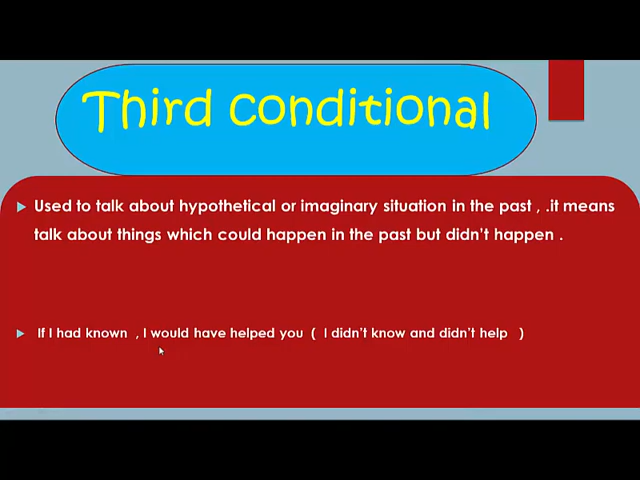 Third conditional
Used to talk about hypothetical or imaginary situation in the past , .it means
talk about things which could happen in the past but didn't happen .
If I had known , I would have helped you ( I didn't know and didn't help )